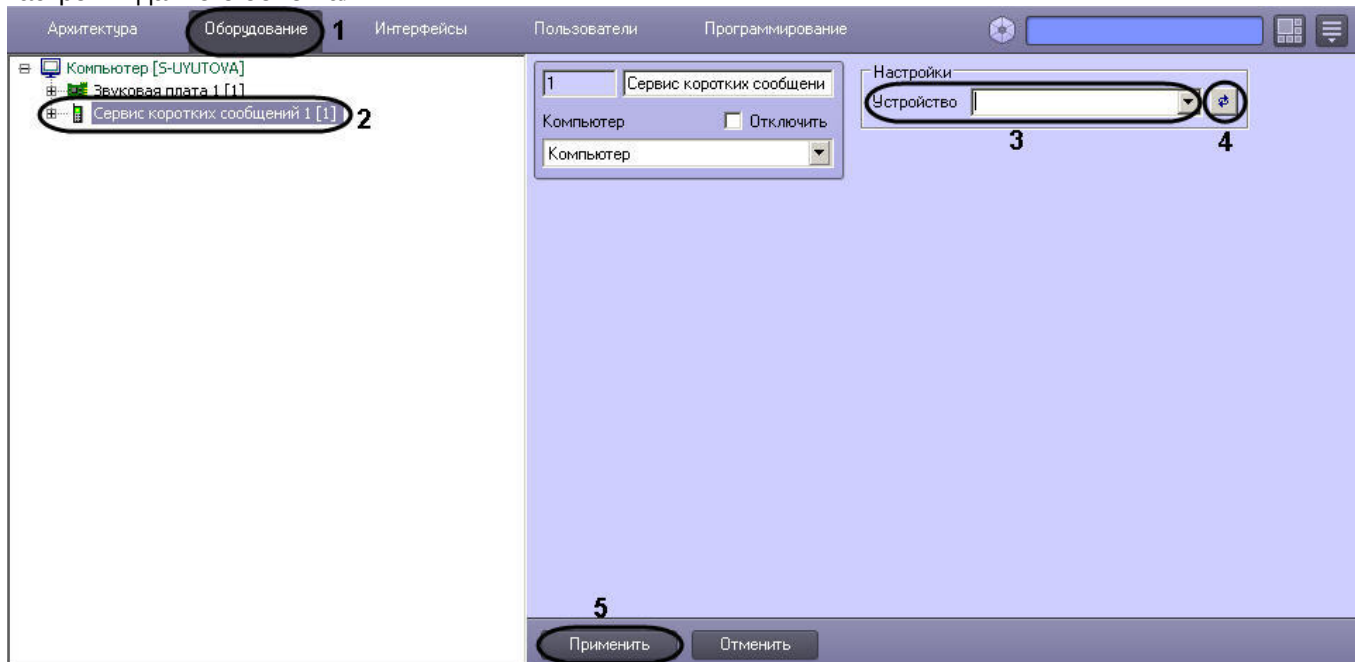 Архитектура Оборудование 1 Интерфейсы Пользователи Программирование
Компьютер [S-UYUTOVA]
Звуковая плата 1 [1]
Сервис коротких сообщений 1 [1] 2
1 Сервис коротких сообщени
Компьютер Отключить
Компьютер
Настройки
Устройство
3 4
5
Применить Отменить